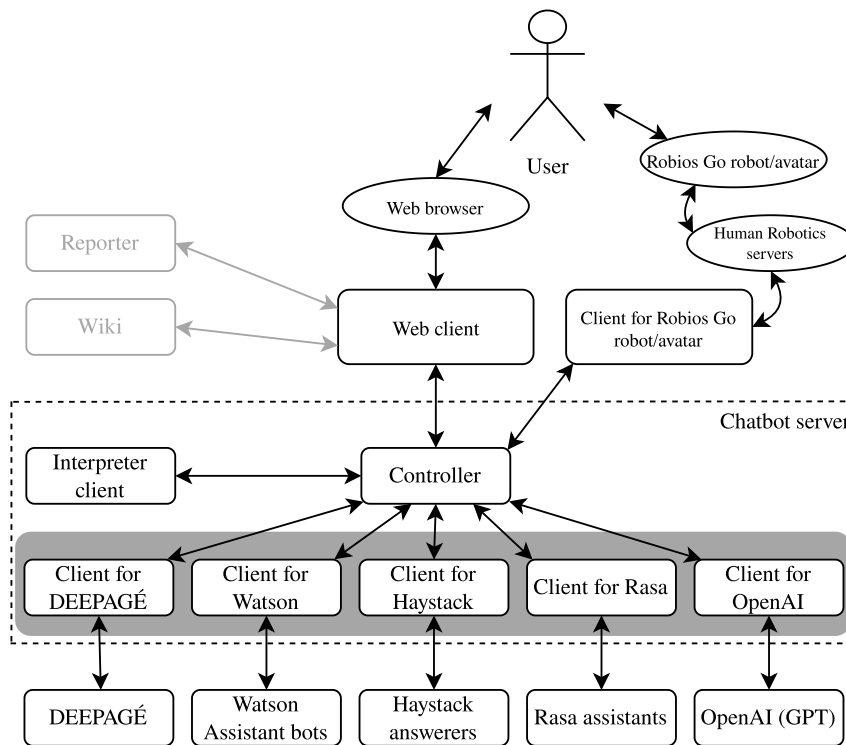 User
Robios Go robot/avatar
Web browser
Human Robotics
servers
Reporter
Wiki
Web client
Client for Robios Go
robot/avatar
Chatbot server
Interpreter
client
Controller
Client for
DEEPAGÉ
Client for
Watson
Client for
Haystack
Client for Rasa
Client for
OpenAI
DEEPAGÉ
Watson
Assistant bots
Haystack
answerers
Rasa assistants
OpenAI (GPT)